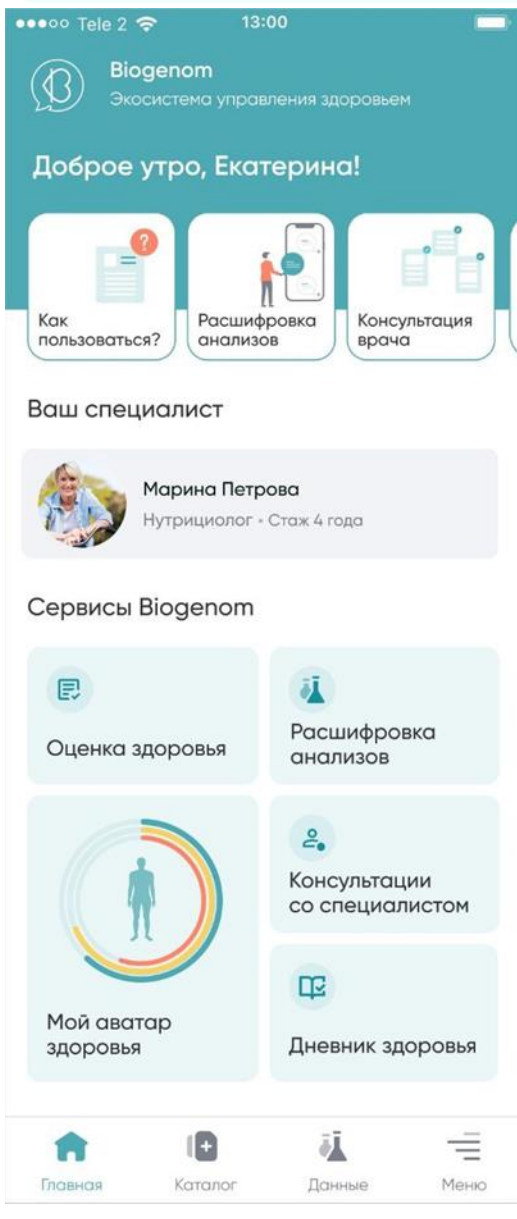 Tele 2
13:00
Biogenom
Экосистема управления здоровьем
Доброе утро, Екатерина!
?
Как
пользоваться?
Расшифровка
анализов
Консультация
врача
Ваш специалист
Марина Петрова
Нутрициолог • Стаж 4 года
Сервисы Biogenom
Оценка здоровья
Расшифровка
анализов
Мой аватар
здоровья
Консультации
со специалистом
Дневник здоровья
Главная
Каталог
Данные
Меню